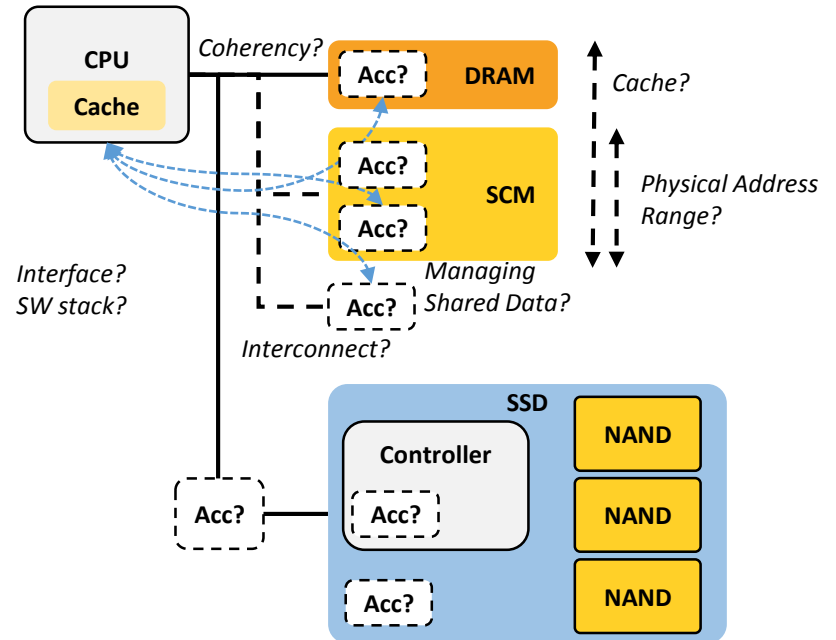 CPU
Cache
Coherency?
Acc?
DRAM
Cache?
Acc?
SCM
Acc?
Physical Address
Range?
Interface?
SW stack?
Managing
Shared Data?
Acc?
Interconnect?
SSD
Controller
NAND
Acc?
Acc?
NAND
Acc?
NAND